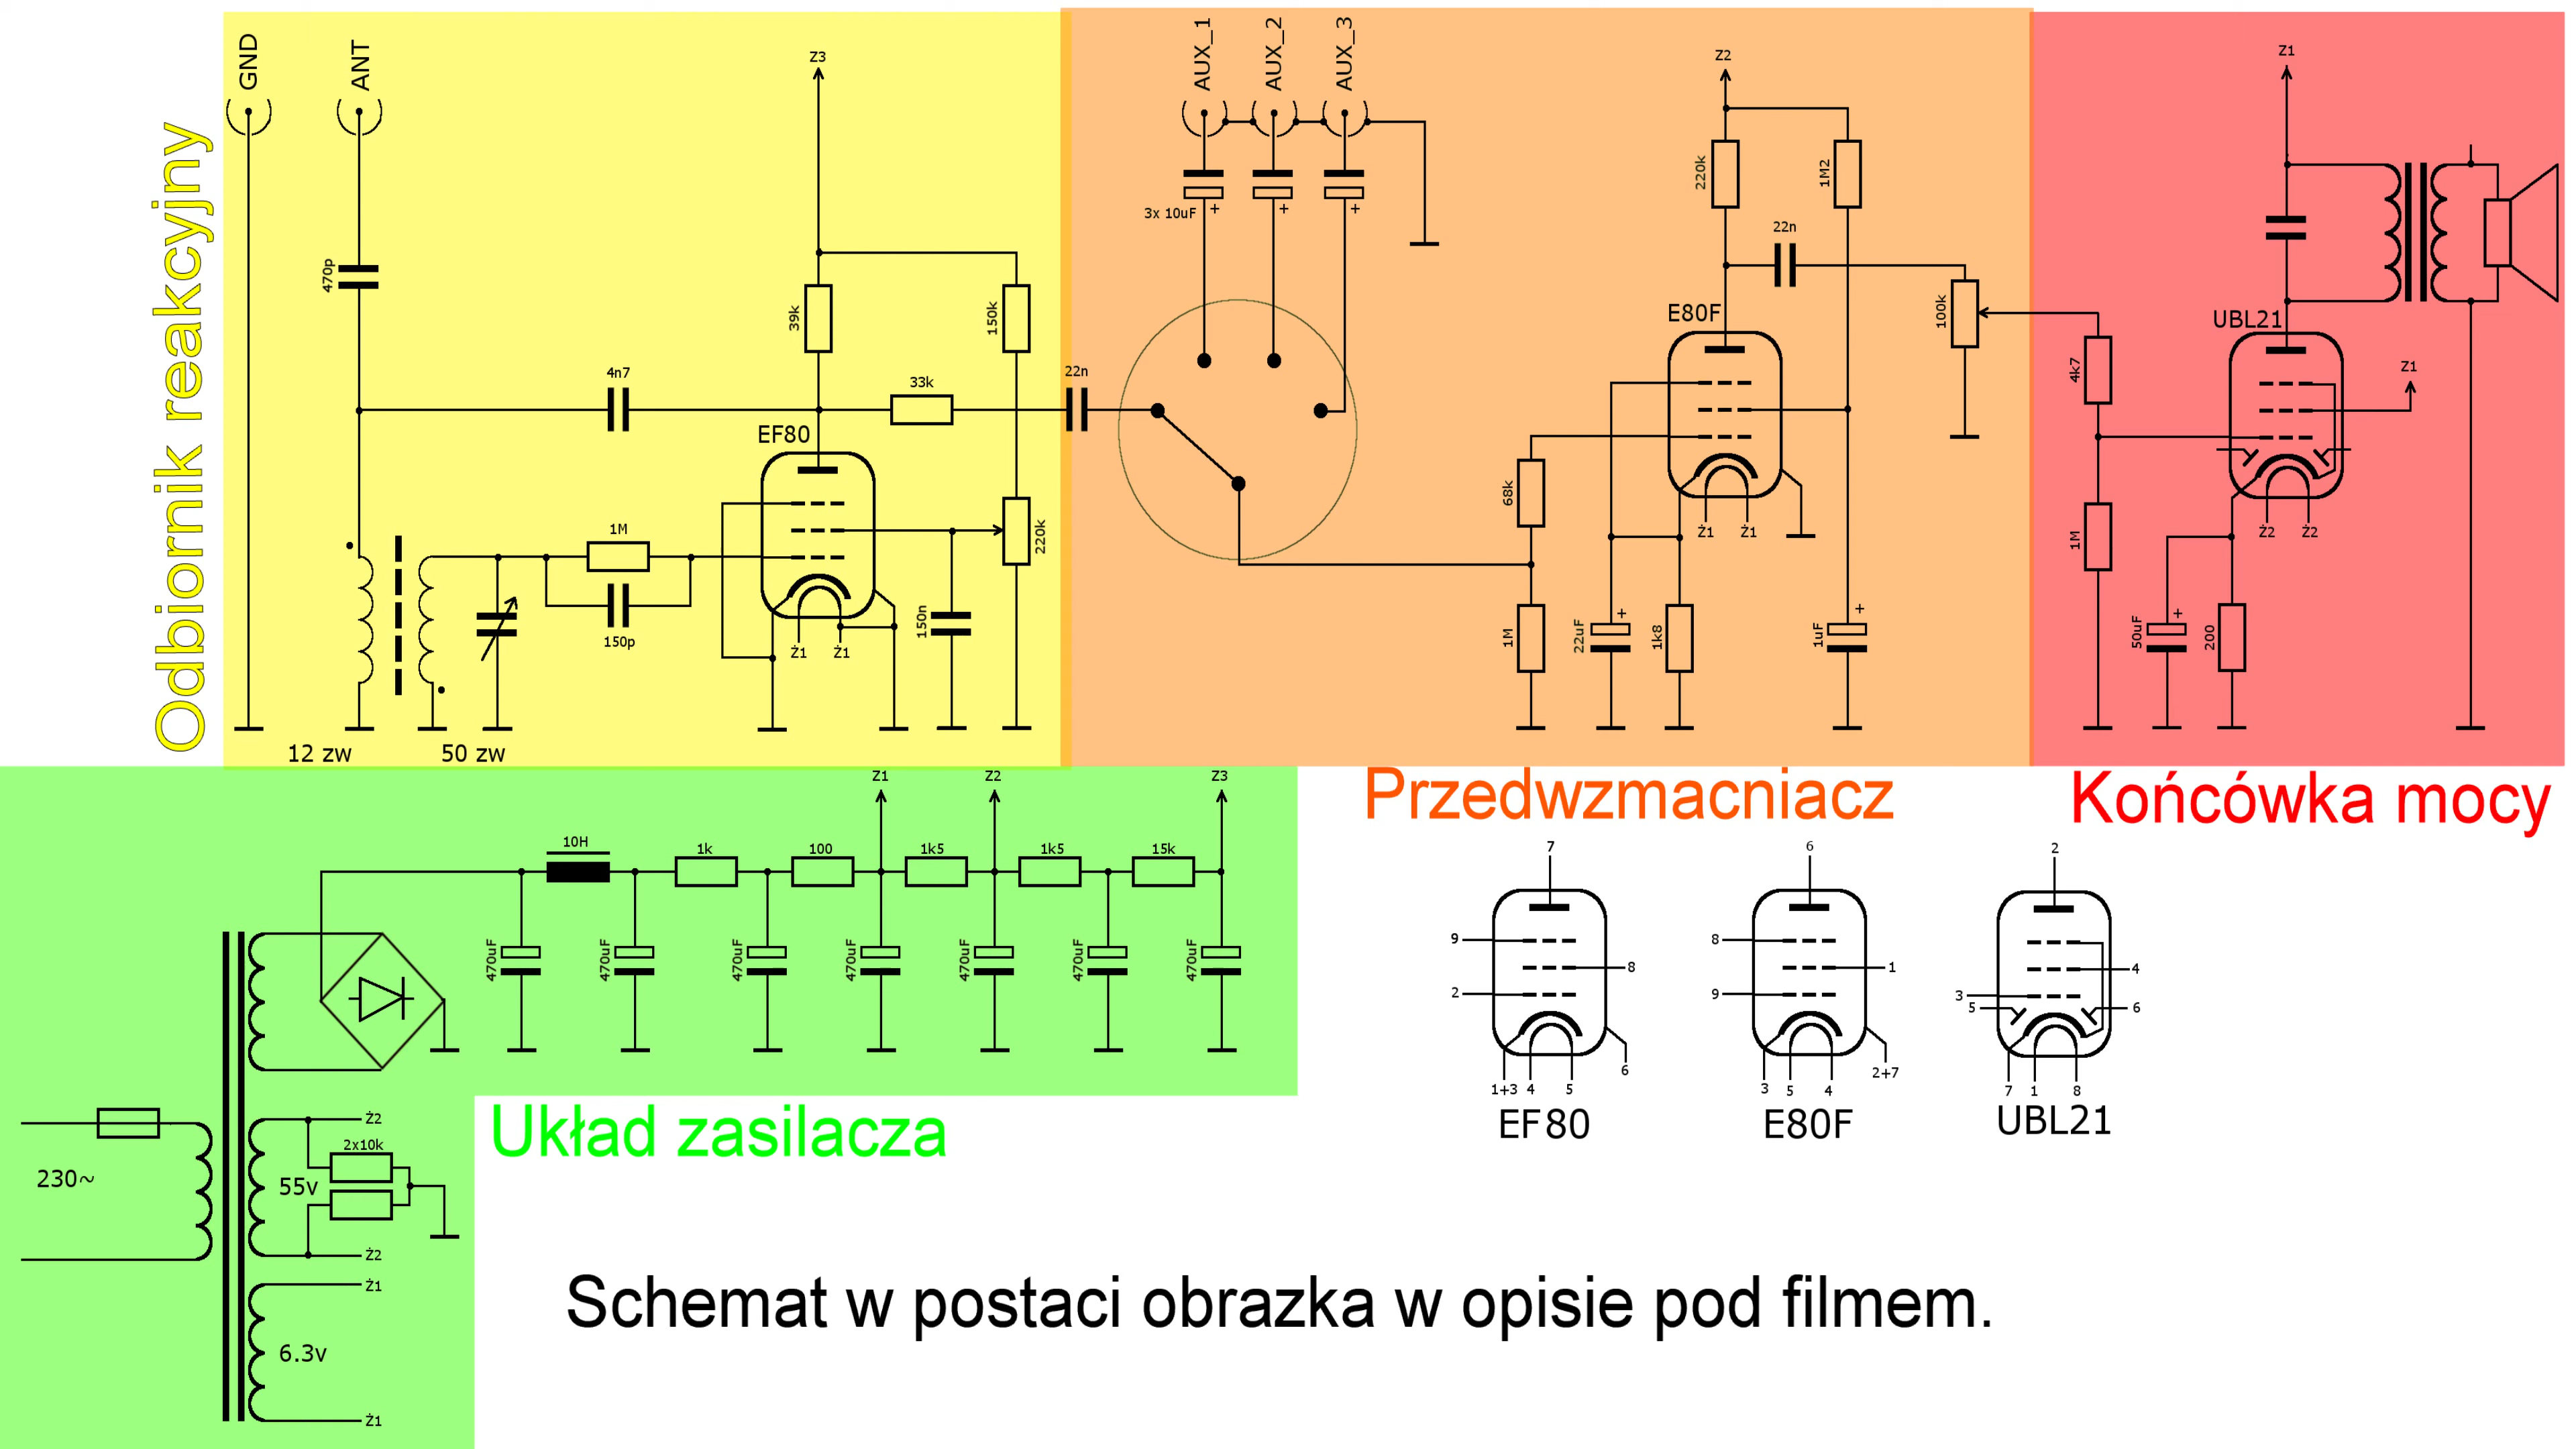 Odbiornik reakcyjny
GND
ANT
470p
4n7
Z3
39k
150k
33k
22n
EF80
1M
150p
220k
150n
Ż1
Ż1
12 zw
50 zw
AUX_1
AUX_2
AUX_3
3x 10uF
+
+
+
Z2
220k
1M2
22n
E80F
100k
68k
Ż1
Ż1
1M
22uF
+
1k8
1uF
+
Z1
UBL21
Z1
4k7
1M
Ż2
Ż2
50uF
+
200
Przedwzmacniacz
Końcówka mocy
Z1
Z2
Z3
10H
1k
100
1k5
1k5
15k
470uF
470uF
470uF
470uF
470uF
470uF
470uF
230~
Ż2
2x10k
55v
Ż2
Ż1
6.3v
Ż1
Układ zasilacza
7
9
8
2
6
1+3
4
5
EF80
6
8
1
9
2+7
3
5
4
E80F
2
4
3
5
6
7
1
8
UBL21
Schemat w postaci obrazka w opisie pod filmem.